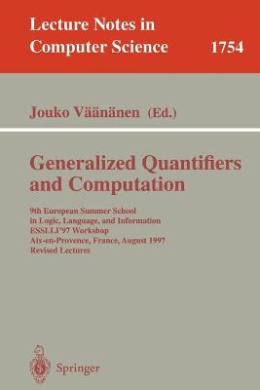 Lecture Notes in
Computer Science 1754
Jouko Väänänen (Ed.)
Generalized Quantifiers
and Computation
9th European Summer School
in Logic, Language, and Information
ESSLLI'97 Workshop
Aix-en-Provence, France, August 1997
Revised Lectures
Springer